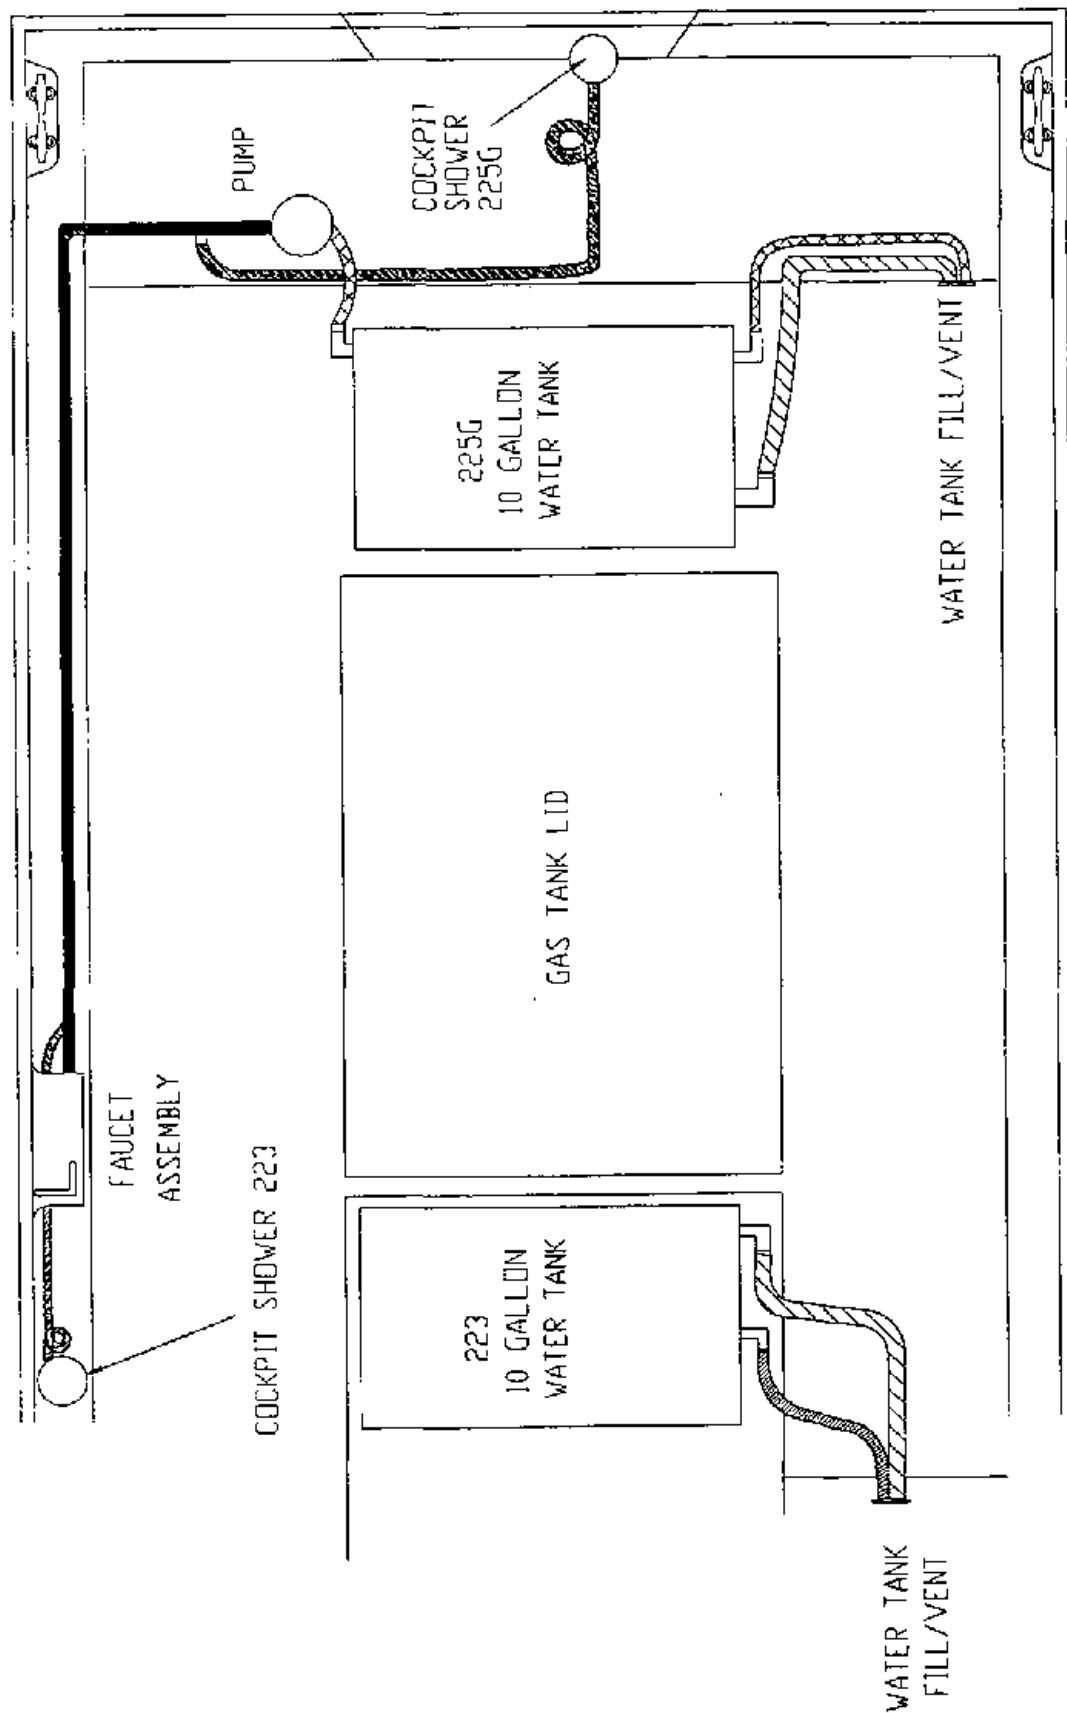 PUMP
COCKPIT
SHOWER
225G
225G
10 GALLON
WATER TANK
WATER TANK FILL/VENT
GAS TANK LID
FAUCET
ASSEMBLY
COCKPIT SHOWER 223
223
10 GALLON
WATER TANK
WATER TANK
FILL/VENT